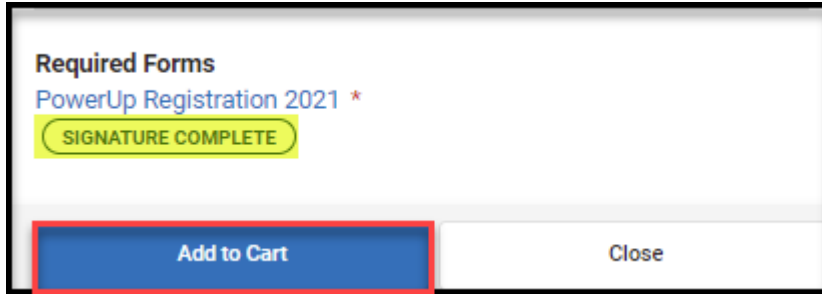 Required Forms
PowerUp Registration 2021 *
SIGNATURE COMPLETE
Add to Cart
Close